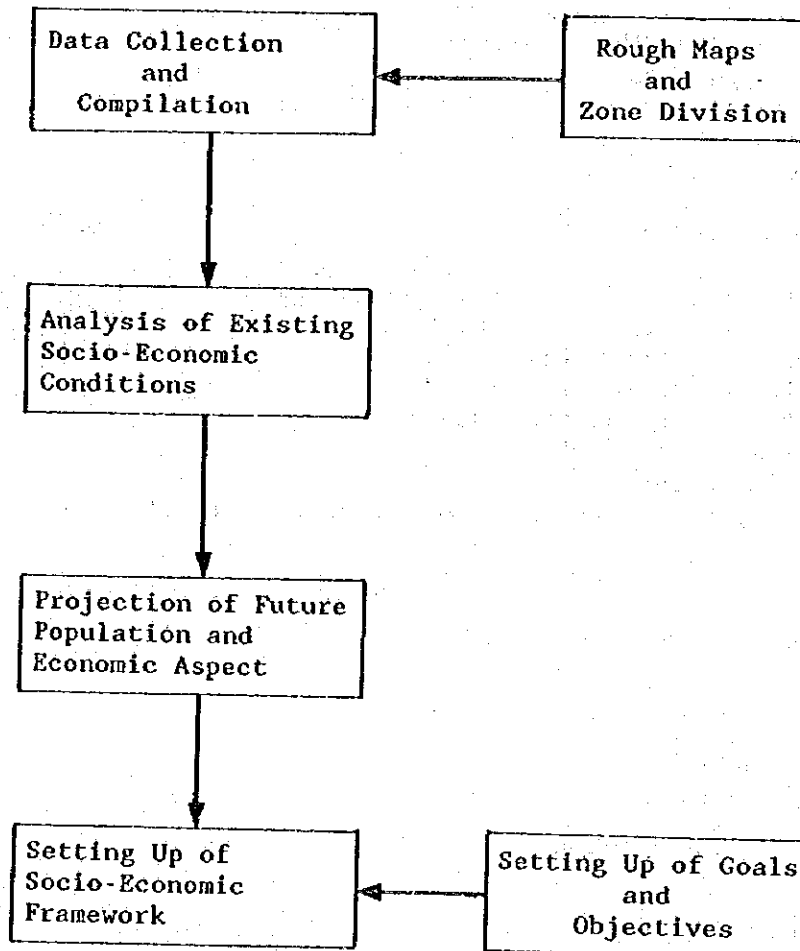 Data Collection
and
Compilation
Rough Maps
and
Zone Division
Analysis of Existing
Socio-Economic
Conditions
Projection of Future
Population and
Economic Aspect
Setting Up of
Socio-Economic
Framework
Setting Up of Goals
and
Objectives